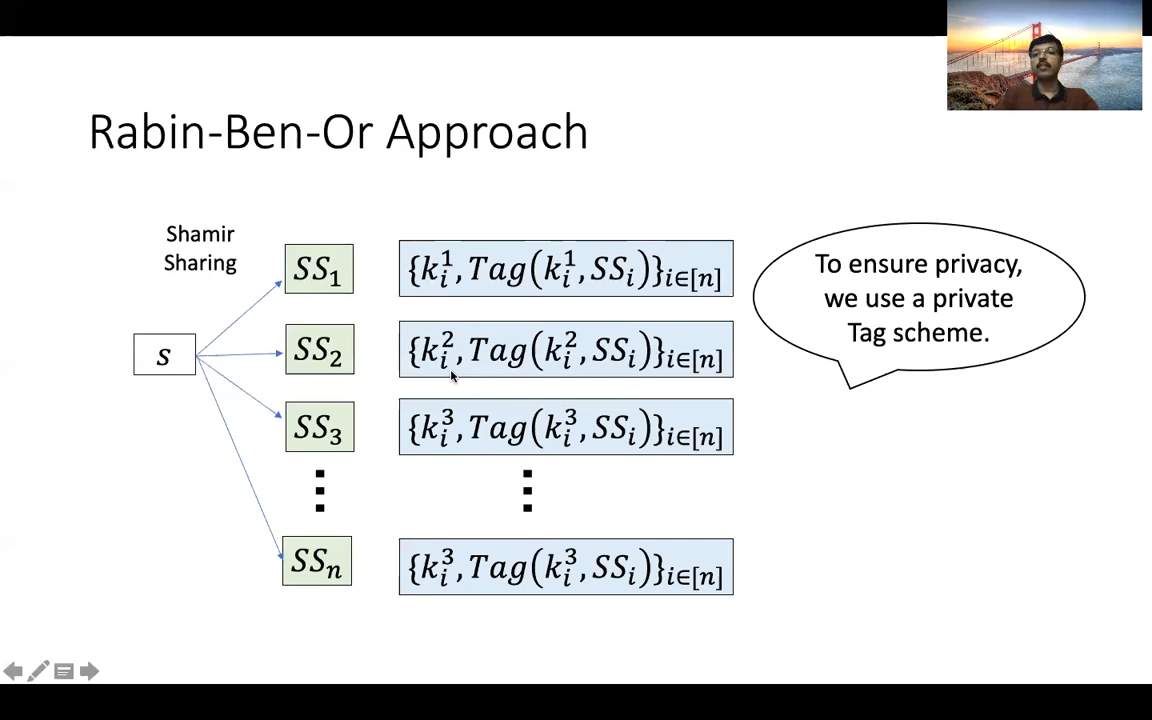 Rabin-Ben-Or Approach
Shamir
Sharing
s
SS₁
{k_i^1, Tag(k_i^1, SS_i)}_{i∈[n]}
SS₂
{k_i^2, Tag(k_i^2, SS_i)}_{i∈[n]}
SS₃
{k_i^3, Tag(k_i^3, SS_i)}_{i∈[n]}
SSₙ
{k_i^3, Tag(k_i^3, SS_i)}_{i∈[n]}
To ensure privacy,
we use a private
Tag scheme.